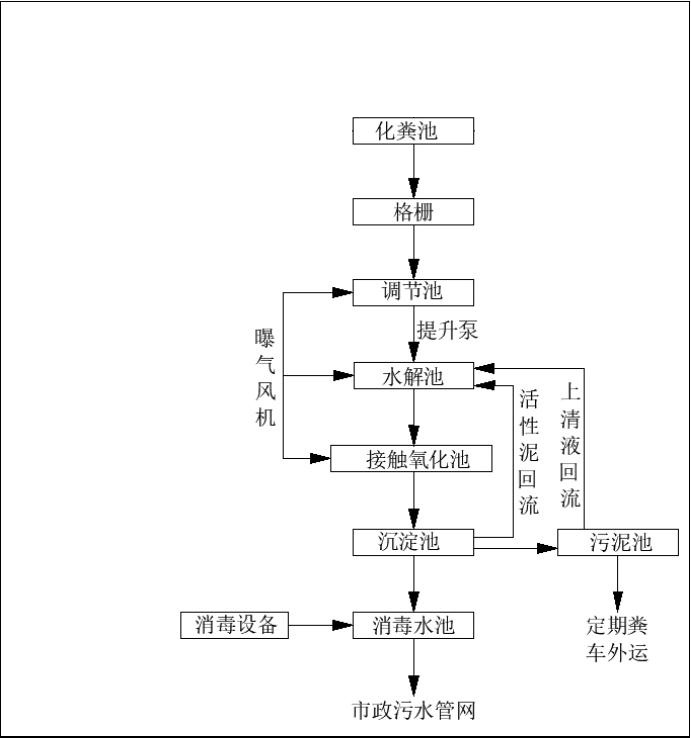 化粪池
格栅
调节池
提升泵
曝气风机
水解池
活性泥回流
上清液回流
接触氧化池
沉淀池
污泥池
消毒设备
消毒水池
定期粪
车外运
市政污水管网